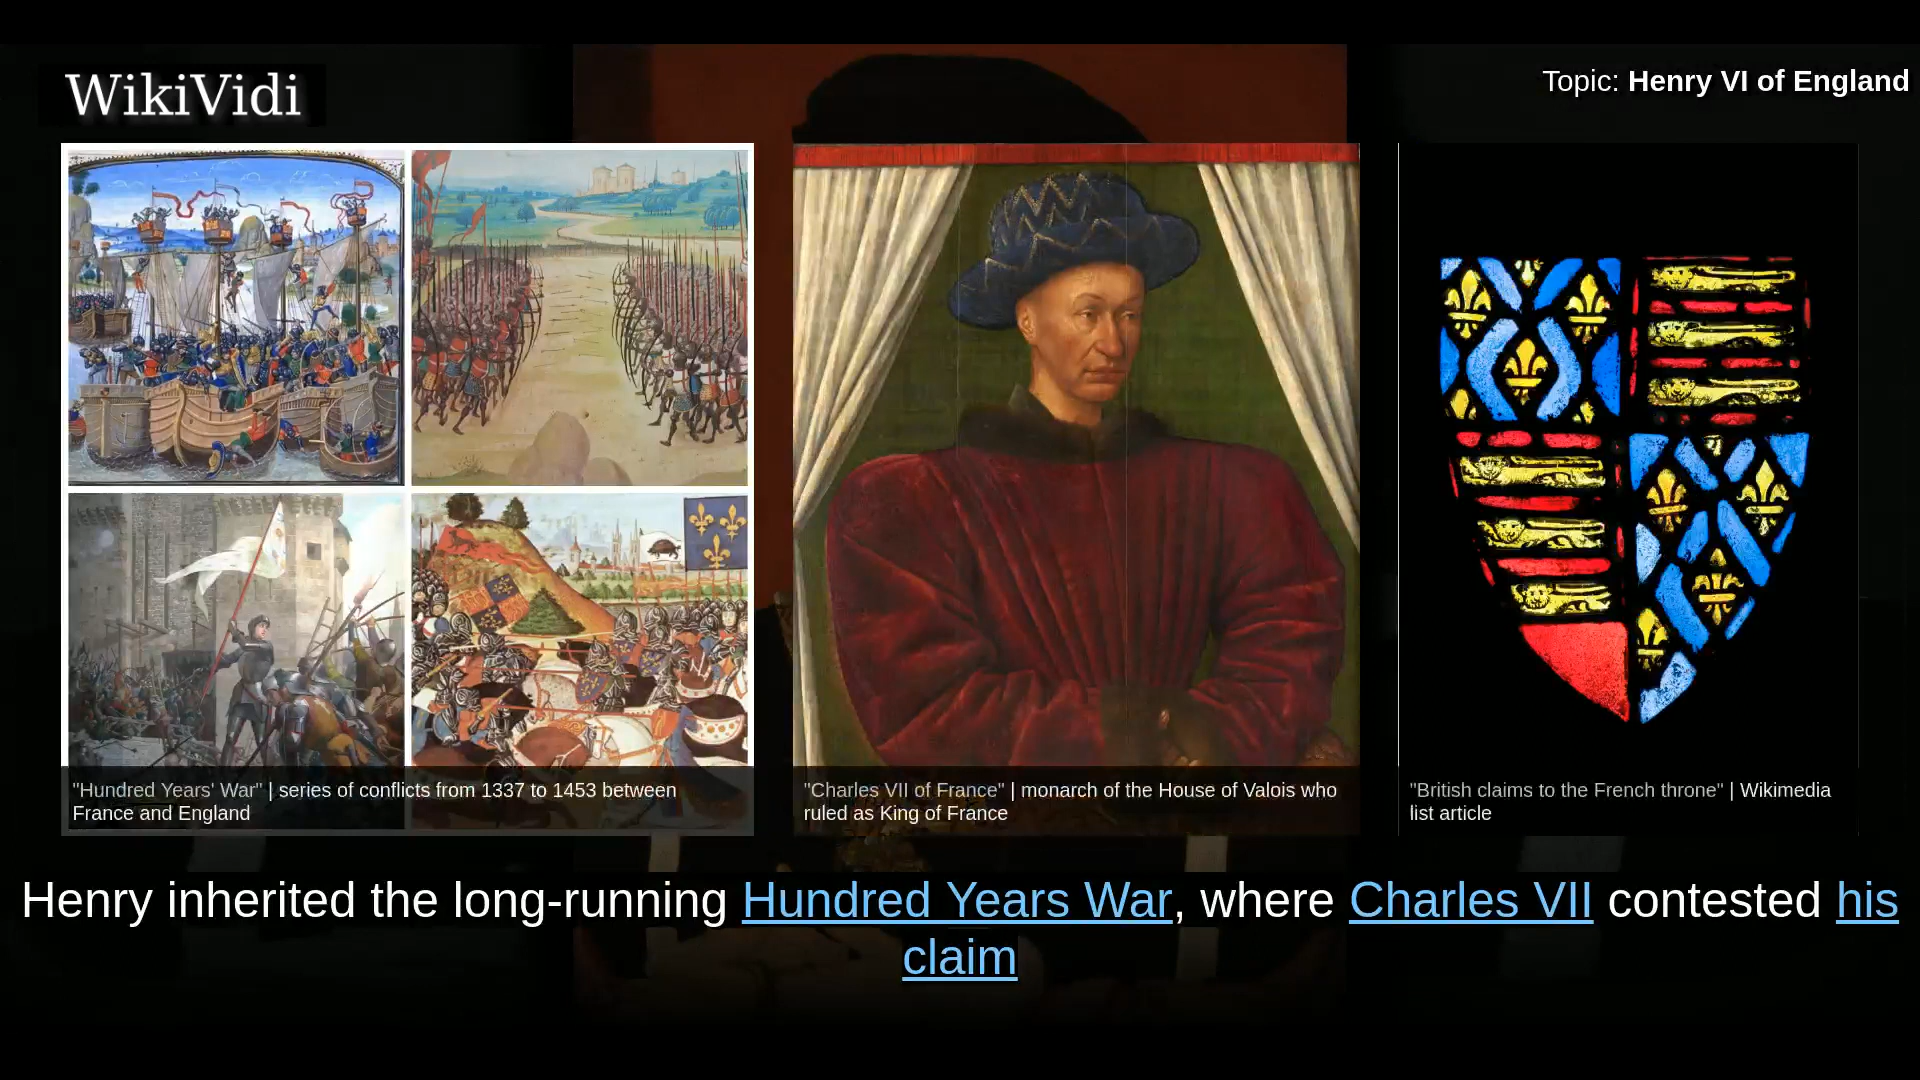 WikiVidi
Topic: Henry VI of England
"Hundred Years' War" | series of conflicts from 1337 to 1453 between
France and England
"Charles VII of France" | monarch of the House of Valois who
ruled as King of France
"British claims to the French throne" | Wikimedia
list article
Henry inherited the long-running Hundred Years War, where Charles VII contested his
claim